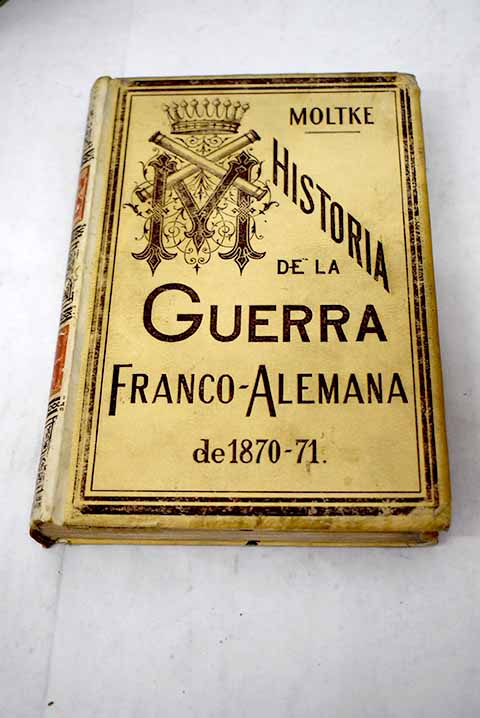 MOLTKE
HISTORIA
DE LA
GUERRA
FRANCO-ALEMANA
de 1870-71.
M